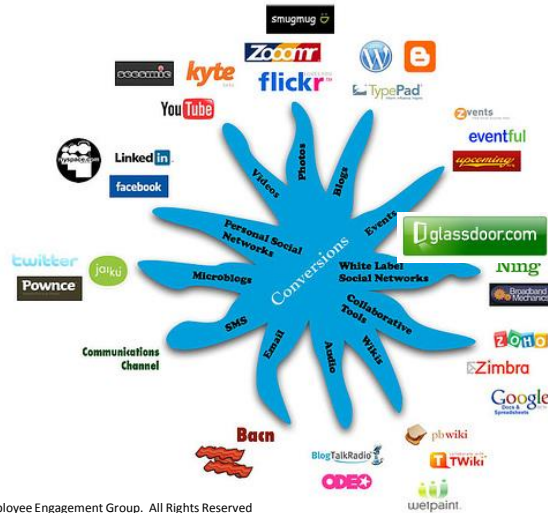 smugmug
Zooomr
seesmic
kyte
flickr
TypePad
YouTube
Zvents
eventful
upcoming
myspace.com
Linked in
facebook
Videos
Photos
Blogs
Events
Personal Social
Networks
glassdoor.com
twitter
jaiku
Pownce
Microblogs
Conversions
White Label
Social Networks
Ning
Broadband
Mechanics
SMS
Email
Audio
Wikis
Collaborative
Tools
Communications
Channel
ZOHO
Zimbra
Google
Docs &
Spreadsheets
Bacn
BlogTalkRadio
ODEO
pbwiki
TWiki
wetpaint
ployee Engagement Group. All Rights Reserved